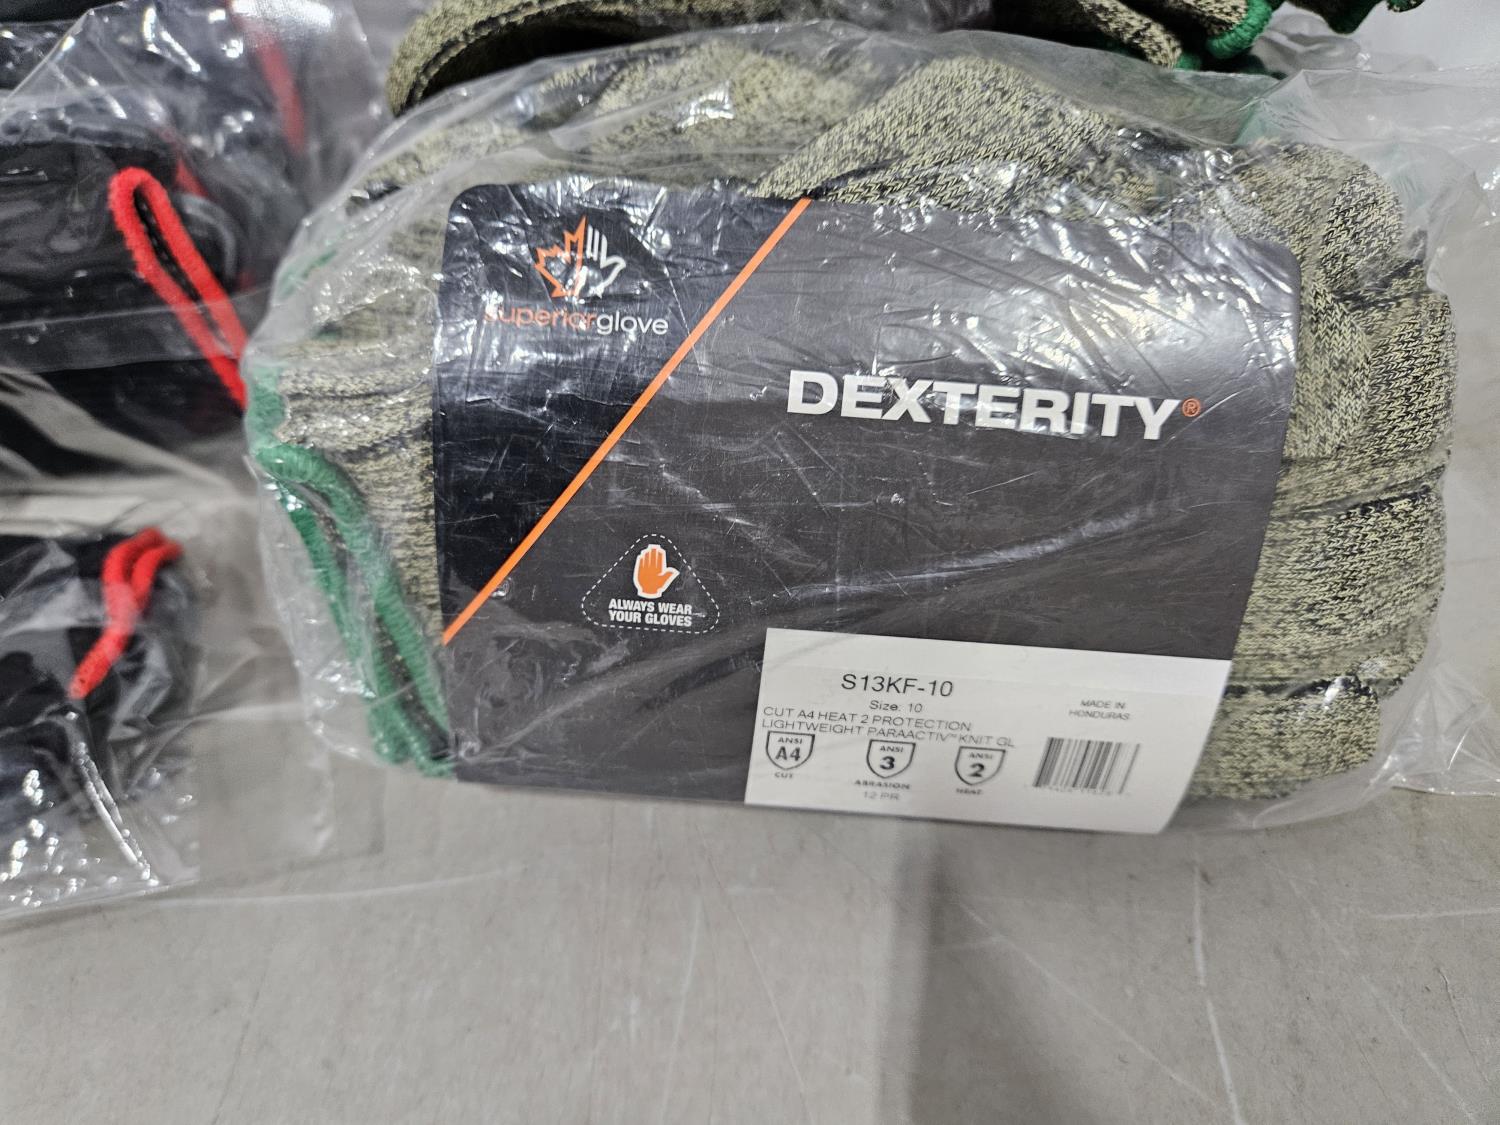 superiorglove
DEXTERITY®
ALWAYS WEAR
YOUR GLOVES
S13KF-10
Size: 10
MADE IN
HONDURAS
CUT A4 HEAT 2 PROTECTION
LIGHTWEIGHT PARAACTIV™ KNIT GL
ANSI
A4
CUT
ANSI
3
ABRASION
ANSI
2
HEAT
12 PR